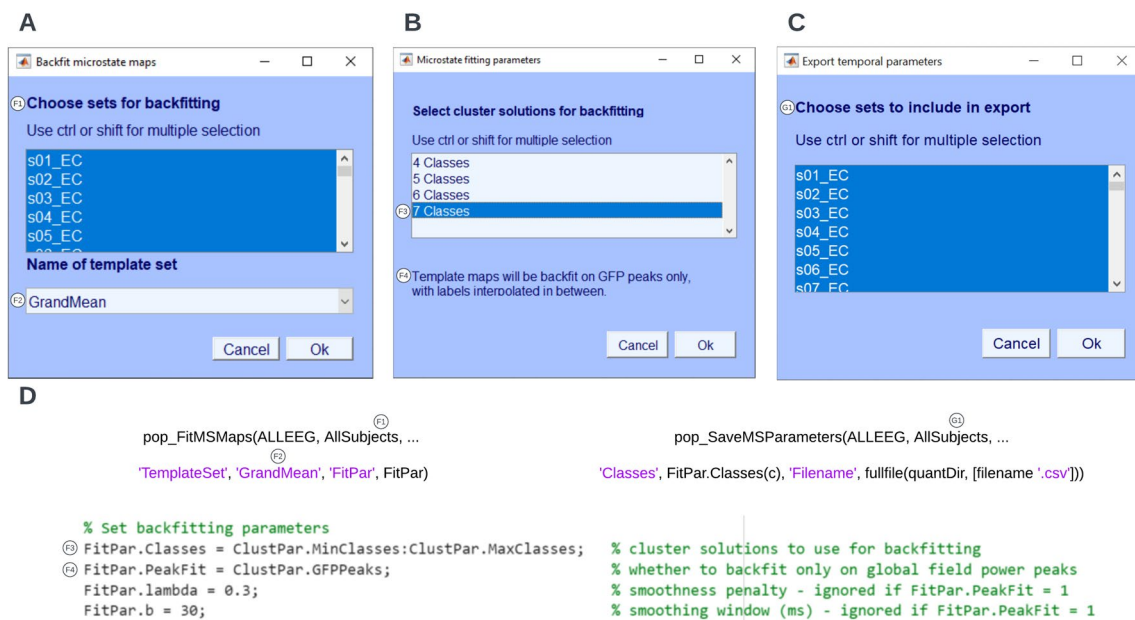 A
B
C
Backfit microstate maps
F1 Choose sets for backfitting
Use ctrl or shift for multiple selection
s01_EC
s02_EC
s03_EC
s04_EC
s05_EC
Name of template set
F2 GrandMean
Cancel Ok
Microstate fitting parameters
Select cluster solutions for backfitting
Use ctrl or shift for multiple selection
4 Classes
5 Classes
6 Classes
F3 7 Classes
F4 Template maps will be backfit on GFP peaks only,
with labels interpolated in between.
Cancel Ok
Export temporal parameters
G1 Choose sets to include in export
Use ctrl or shift for multiple selection
s01_EC
s02_EC
s03_EC
s04_EC
s05_EC
s06_EC
s07_EC
Cancel Ok
D
F1
pop_FitMSMaps(ALLEEG, AllSubjects, ...
F2
'TemplateSet', 'GrandMean', 'FitPar', FitPar)
G1
pop_SaveMSParameters(ALLEEG, AllSubjects, ...
'Classes', FitPar.Classes(c), 'Filename', fullfile(quantDir, [filename '.csv']))
% Set backfitting parameters
F3 FitPar.Classes = ClustPar.MinClasses:ClustPar.MaxClasses; % cluster solutions to use for backfitting
F4 FitPar.PeakFit = ClustPar.GFPPeaks; % whether to backfit only on global field power peaks
FitPar.lambda = 0.3; % smoothness penalty - ignored if FitPar.PeakFit = 1
FitPar.b = 30; % smoothing window (ms) - ignored if FitPar.PeakFit = 1